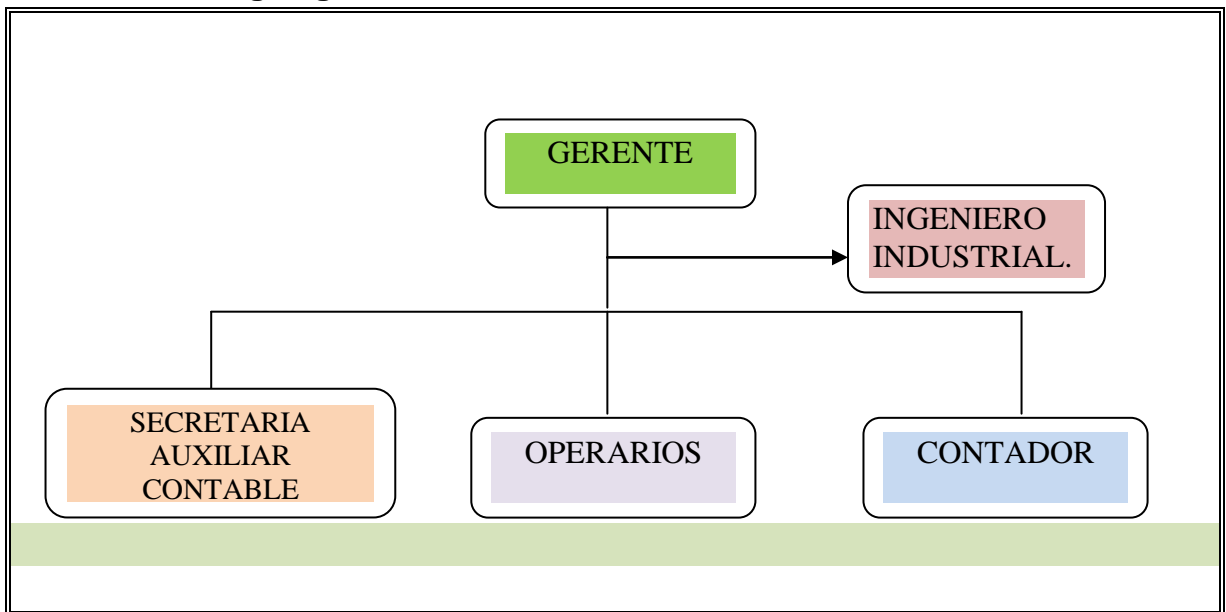 GERENTE
INGENIERO
INDUSTRIAL.
SECRETARIA
AUXILIAR
CONTABLE
OPERARIOS
CONTADOR